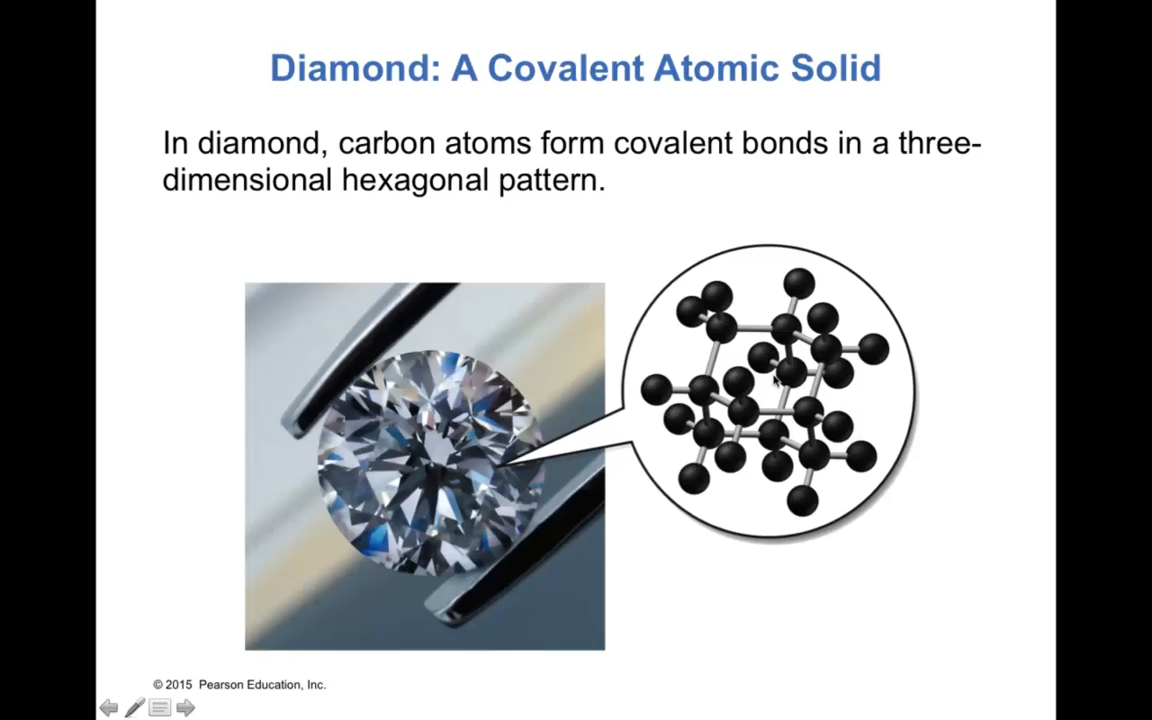 Diamond: A Covalent Atomic Solid
In diamond, carbon atoms form covalent bonds in a three-
dimensional hexagonal pattern.
© 2015 Pearson Education, Inc.